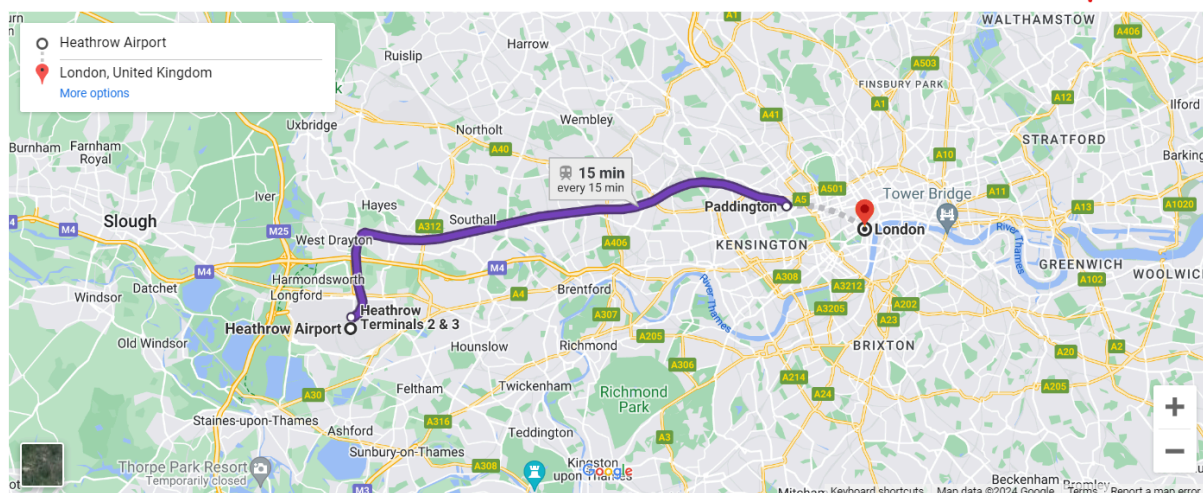 Heathrow Airport
London, United Kingdom
More options
WALTHAMSTOW
A406
Harrow
A1
Ruislip
A503
FINSBURY PARK
A41
A1
A12
Ilford
Wembley
Uxbridge
Northolt
STRATFORD
Burnham
Farnham
Royal
A40
A10
Barking
15 min
every 15 min
Iver
A501
A5
Tower Bridge
A11
A13
A1020
Hayes
Paddington
Slough
A312
Southall
London
M4
M25
West Drayton
A406
KENSINGTON
River Thames
GREENWICH
M4
Harmondsworth
M4
A308
A102
WOOLWICH
Datchet
Longford
A4
Brentford
River Thames
A3212
Windsor
Heathrow
Terminals 2 & 3
A307
A3205
A202
Heathrow Airport
A205
A23
Old Windsor
Hounslow
Richmond
A306
BRIXTON
A2
A20
Feltham
Twickenham
Richmond
Park
A214
A24
A205
A30
Staines-upon-Thames
A316
Teddington
A3
Ashford
Sunbury-on-Thames
Thorpe Park Resort
Temporarily closed
A308
Kingston
upon Thames
Google
Beckenham
Bromley
Keyboard shortcuts
Map data ©2024 Google
Terms
Report a map error